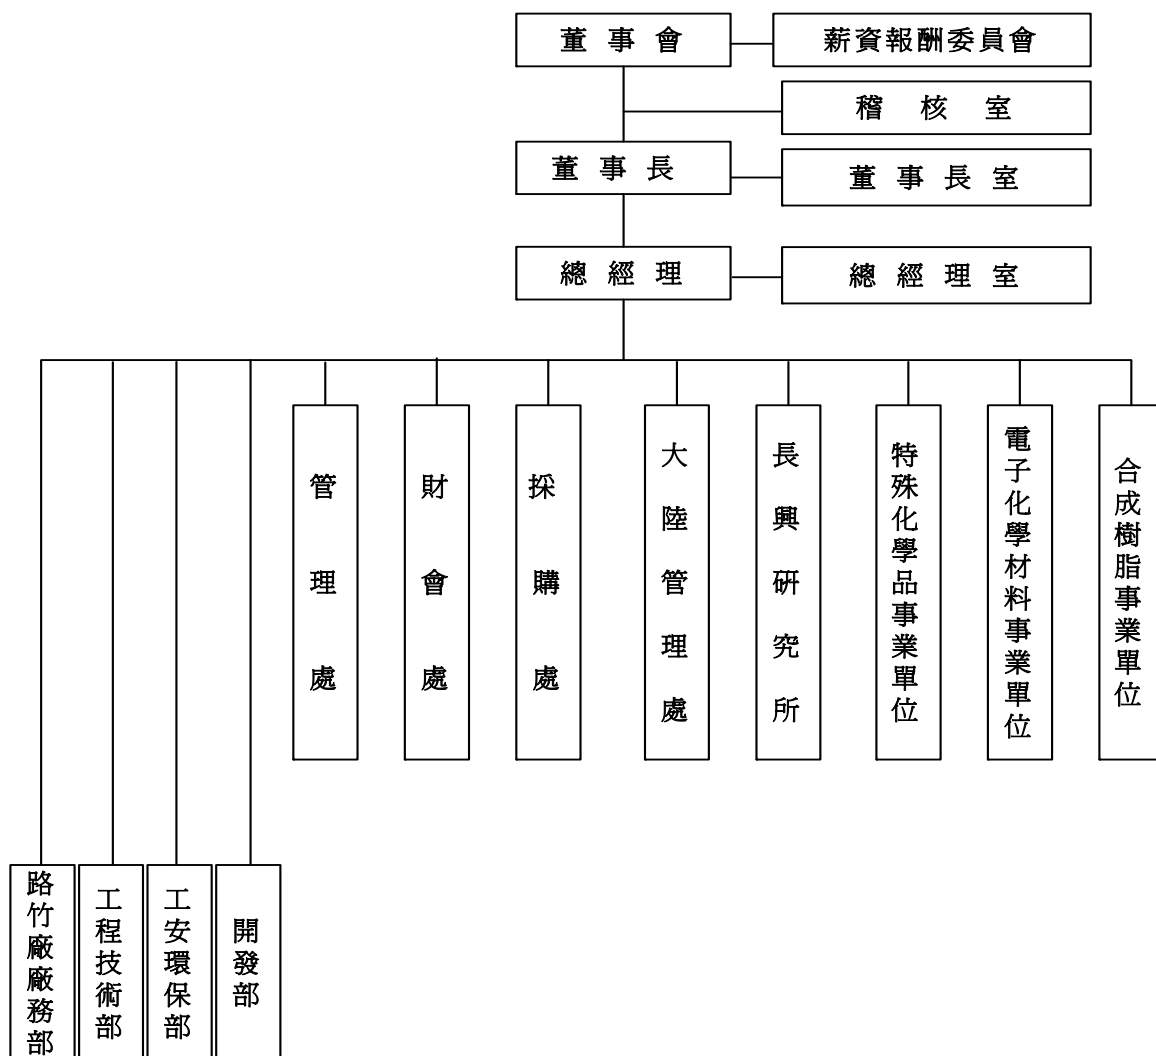 董事會
薪資報酬委員會
稽核室
董事長
董事長室
總經理
總經理室
管理處
財會處
採購處
大陸管理處
長興研究所
特殊化學品事業單位
電子化學材料事業單位
合成樹脂事業單位
路竹廠廠務部
工程技術部
工安環保部
開發部